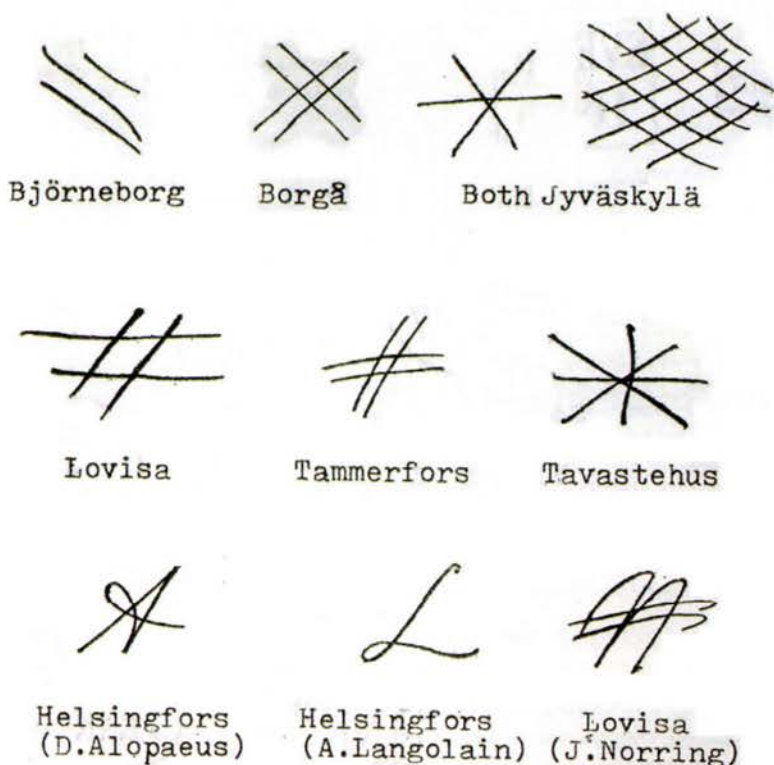 Björneborg Borgå Both Jyväskylä
Lovisa Tammerfors Tavastehus
Helsingfors Helsingfors Lovisa
(D.Alopaeus) (A.Langolain) (J.Norring)